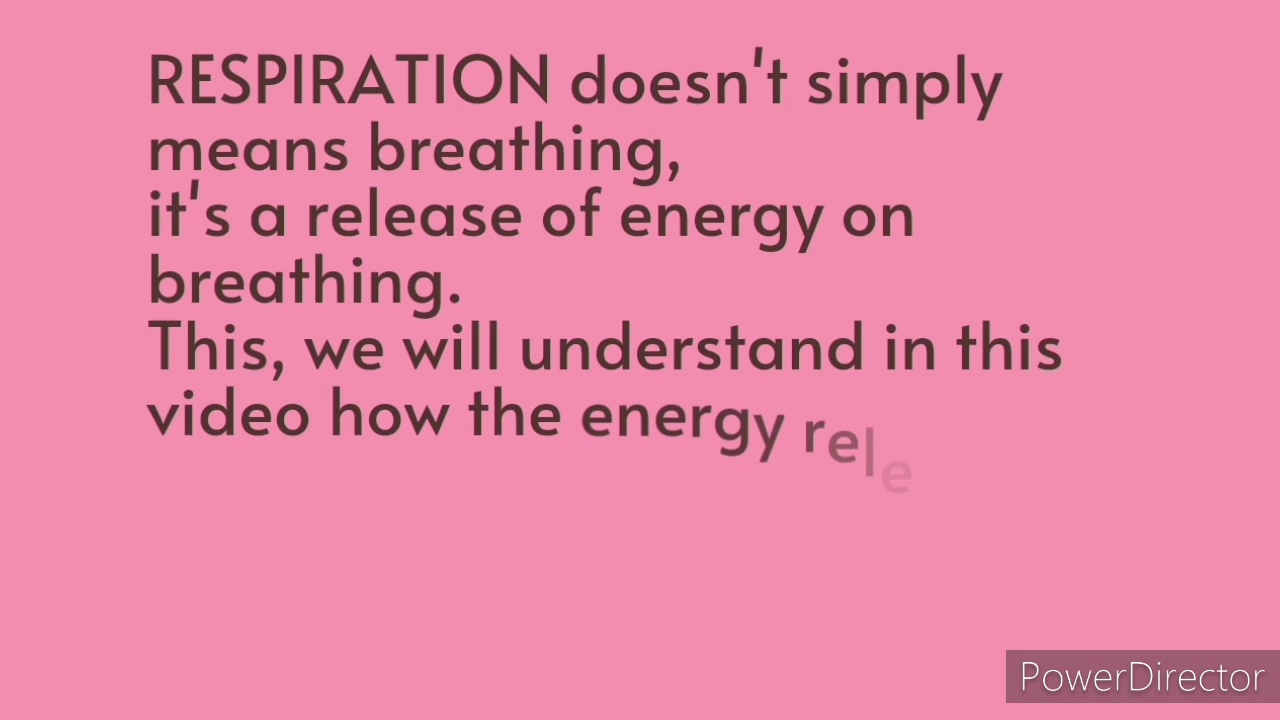 RESPIRATION doesn't simply
means breathing,
it's a release of energy on
breathing.
This, we will understand in this
video how the energy rele
PowerDirector